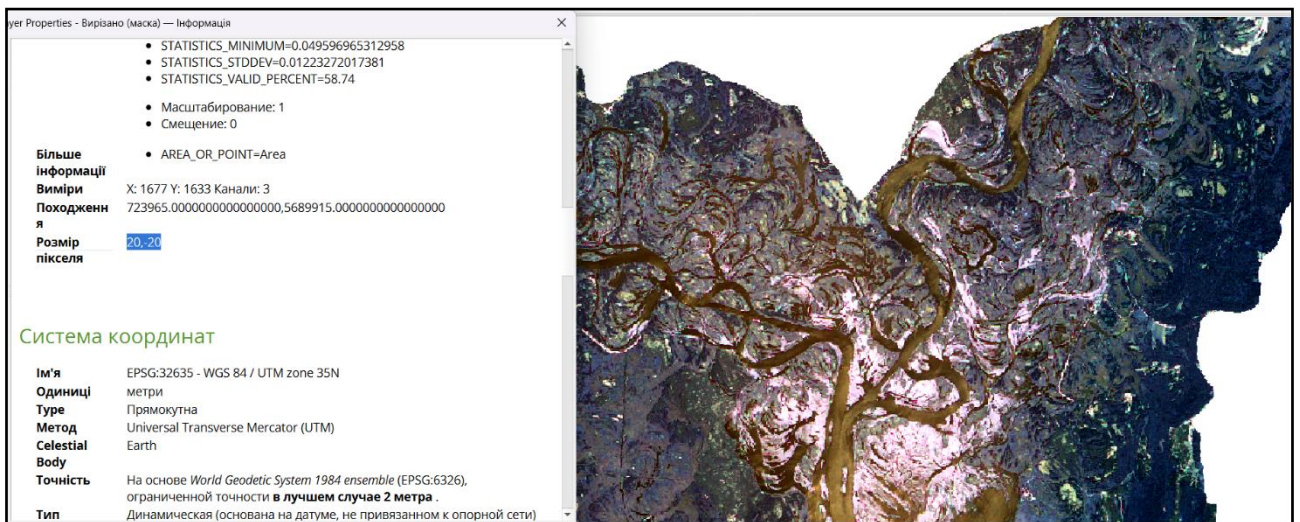 yer Properties - Вирізано (маска) — Інформація
• STATISTICS_MINIMUM=0.049596965312958
• STATISTICS_STDDEV=0.01223272017381
• STATISTICS_VALID_PERCENT=58.74
• Масштабирование: 1
• Смещение: 0
Більше інформації • AREA_OR_POINT=Area
Виміри X: 1677 Y: 1633 Канали: 3
Походження 723965.0000000000000000,5689915.0000000000000000
Розмір пікселя 20,-20
Система координат
Ім'я EPSG:32635 - WGS 84 / UTM zone 35N
Одиниці метри
Type Прямокутна
Метод Universal Transverse Mercator (UTM)
Celestial Body Earth
Точність На основе World Geodetic System 1984 ensemble (EPSG:6326),
ограниченной точности в лучшем случае 2 метра .
Тип Динамическая (основана на датуме, не привязанном к опорной сети)